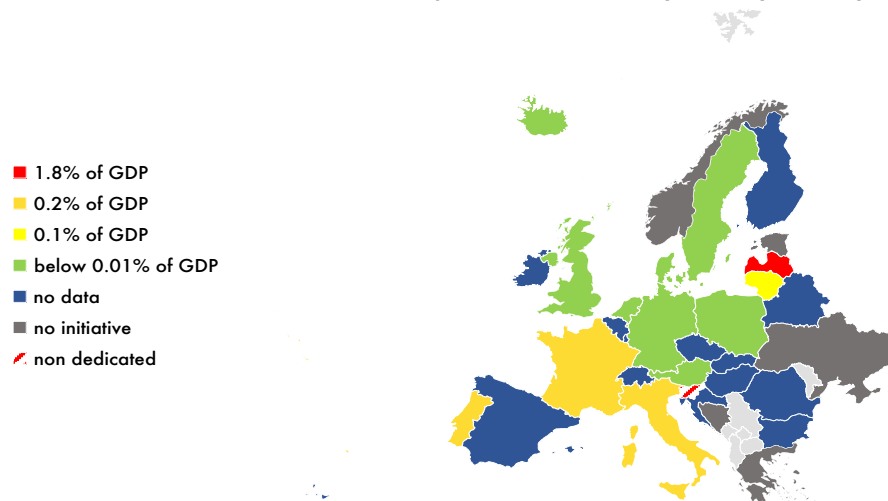 1.8% of GDP
0.2% of GDP
0.1% of GDP
below 0.01% of GDP
no data
no initiative
non dedicated